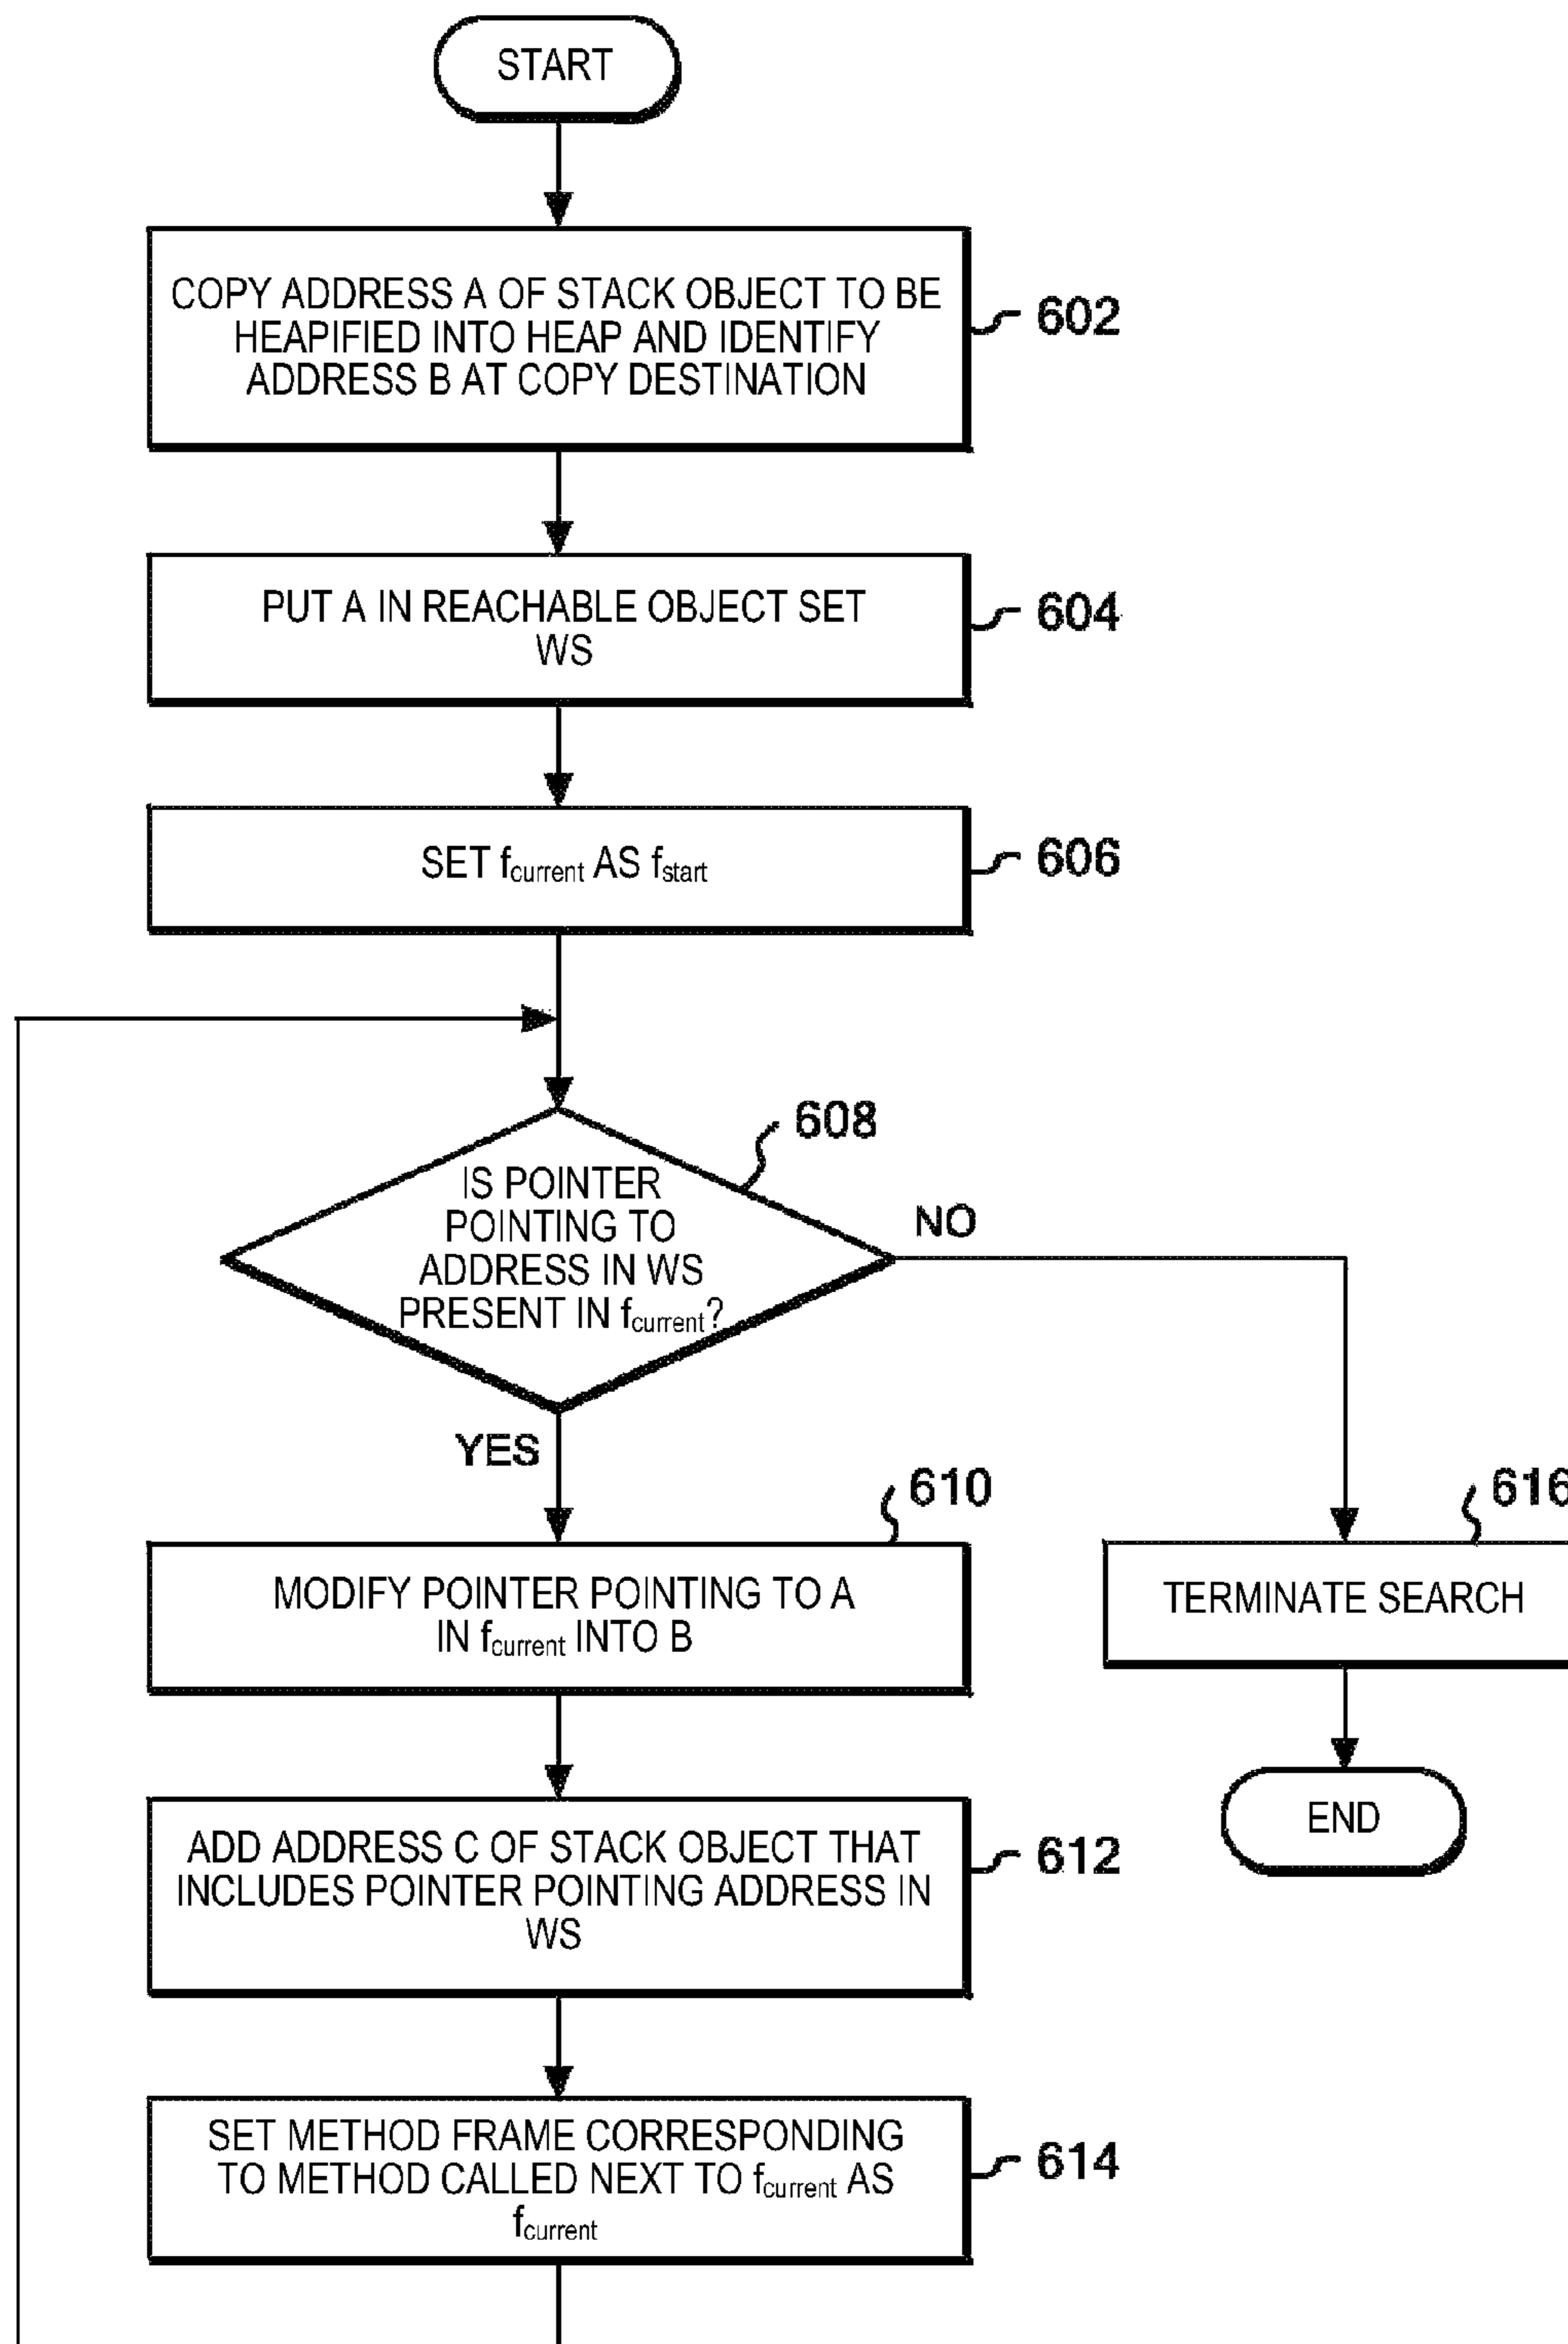 START
COPY ADDRESS A OF STACK OBJECT TO BE
HEAPIFIED INTO HEAP AND IDENTIFY
ADDRESS B AT COPY DESTINATION
602
PUT A IN REACHABLE OBJECT SET
WS
604
SET fcurrent AS fstart
606
608
IS POINTER
POINTING TO
ADDRESS IN WS
PRESENT IN fcurrent?
NO
YES
610
MODIFY POINTER POINTING TO A
IN fcurrent INTO B
616
TERMINATE SEARCH
END
ADD ADDRESS C OF STACK OBJECT THAT
INCLUDES POINTER POINTING ADDRESS IN
WS
612
SET METHOD FRAME CORRESPONDING
TO METHOD CALLED NEXT TO fcurrent AS
fcurrent
614